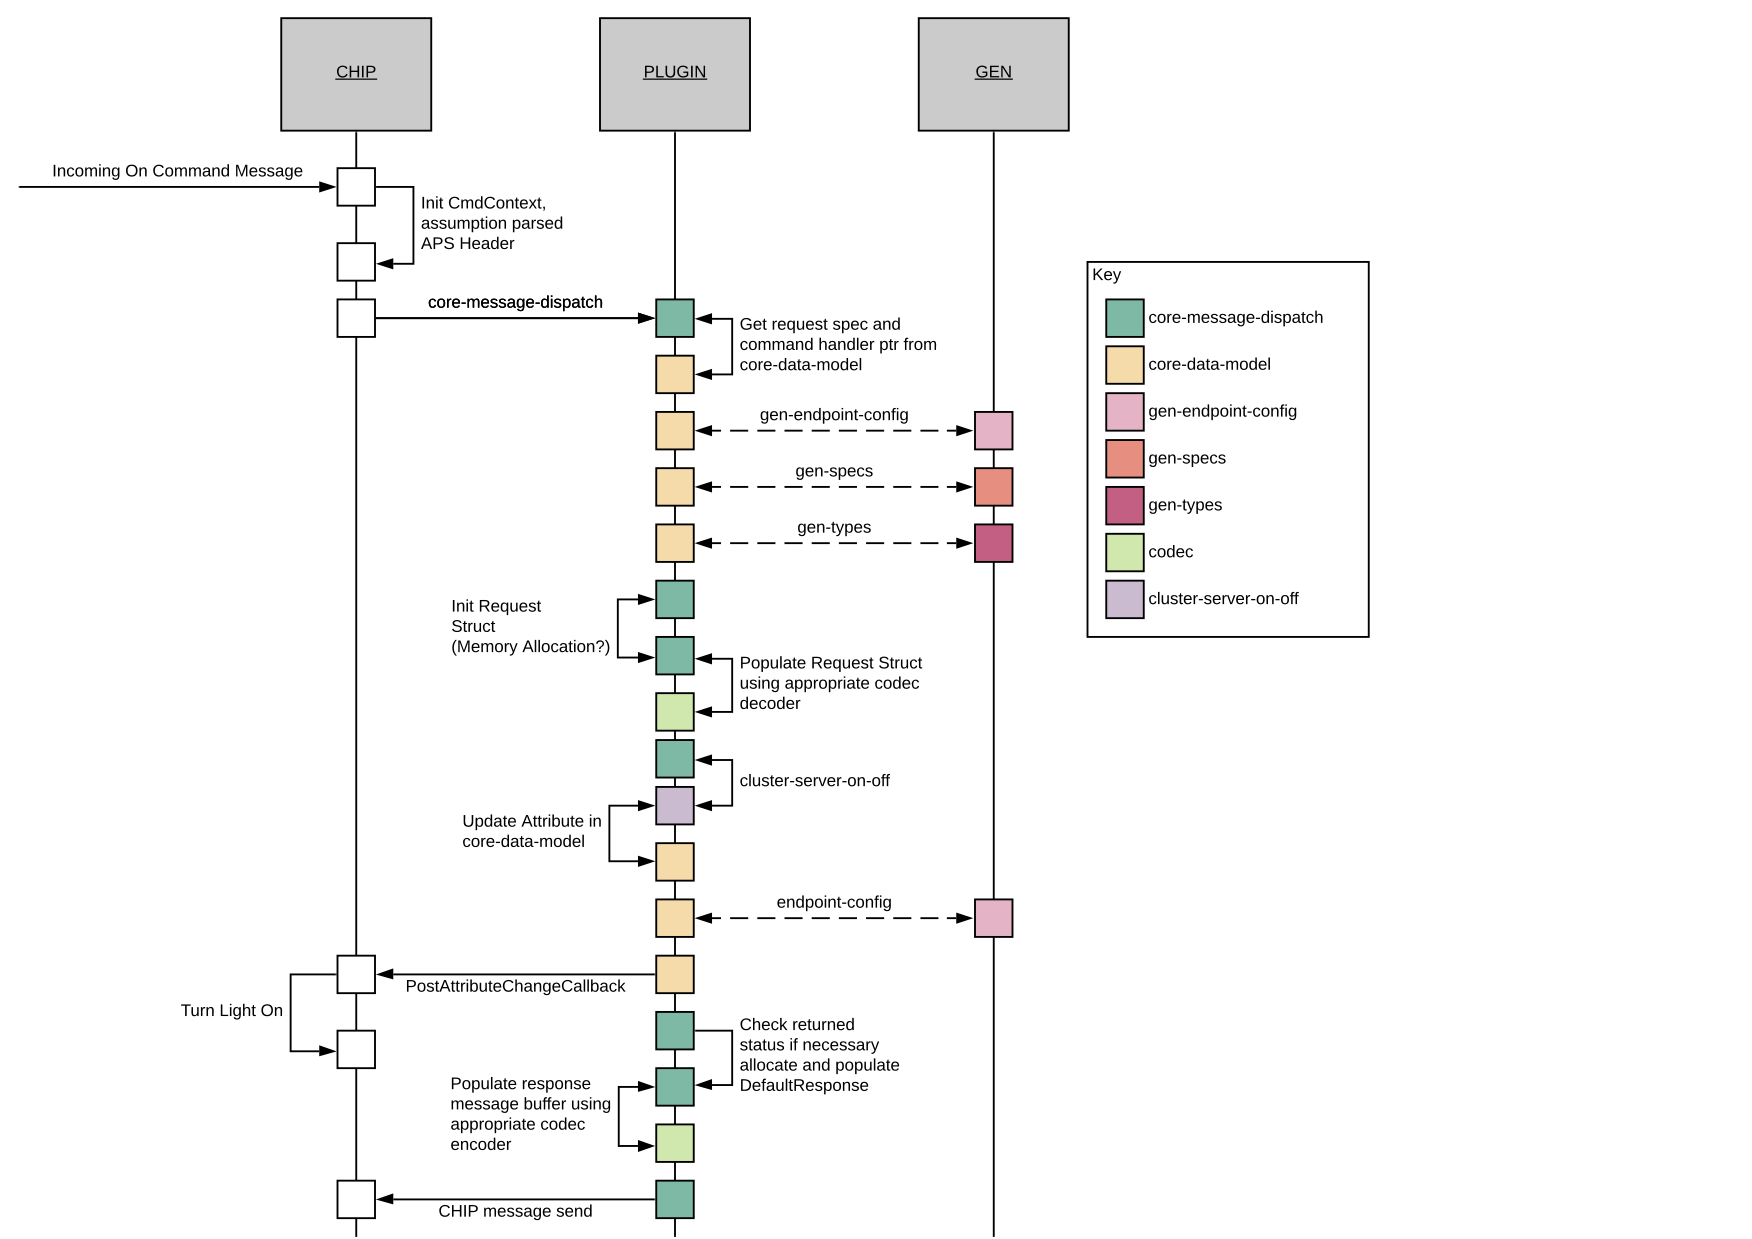 CHIP
PLUGIN
GEN
Incoming On Command Message
Init CmdContext,
assumption parsed
APS Header
core-message-dispatch
Get request spec and
command handler ptr from
core-data-model
gen-endpoint-config
gen-specs
gen-types
Init Request
Struct
(Memory Allocation?)
Populate Request Struct
using appropriate codec
decoder
cluster-server-on-off
Update Attribute in
core-data-model
endpoint-config
PostAttributeChangeCallback
Turn Light On
Check returned
status if necessary
allocate and populate
DefaultResponse
Populate response
message buffer using
appropriate codec
encoder
CHIP message send
Key
core-message-dispatch
core-data-model
gen-endpoint-config
gen-specs
gen-types
codec
cluster-server-on-off